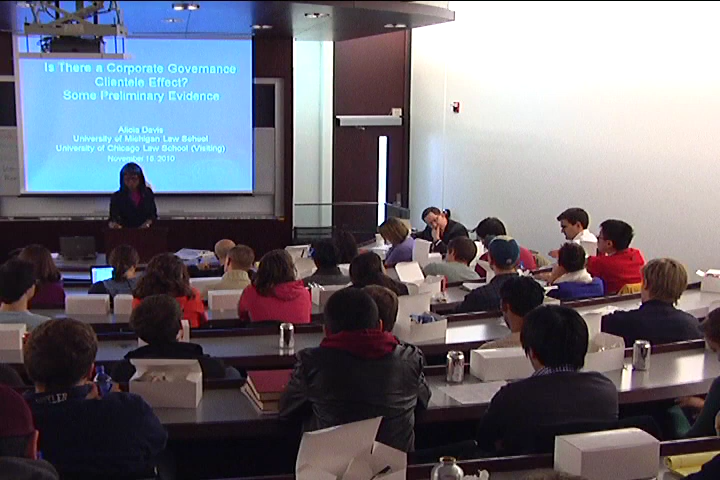 Is There a Corporate Governance
Clientele Effect?
Some Preliminary Evidence
Alicia Davis
University of Michigan Law School
University of Chicago Law School (Visiting)
November 16, 2010